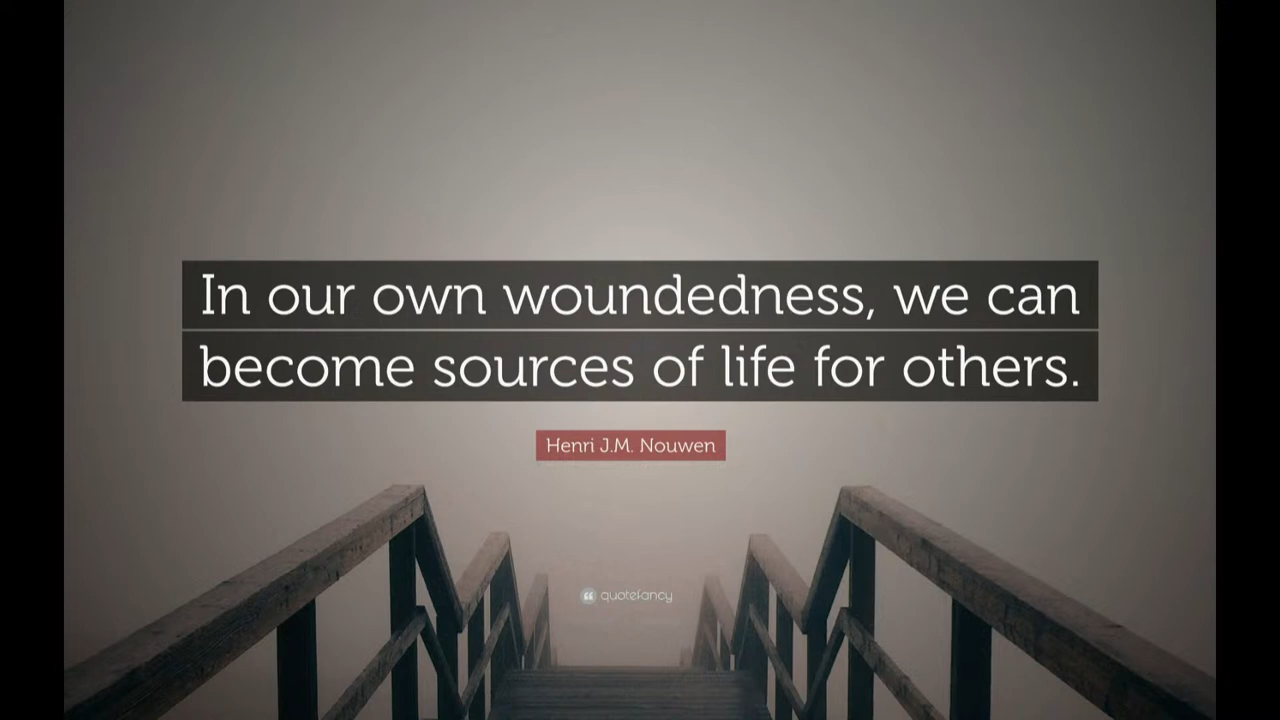 In our own woundedness, we can
become sources of life for others.
Henri J.M. Nouwen
quotefancy